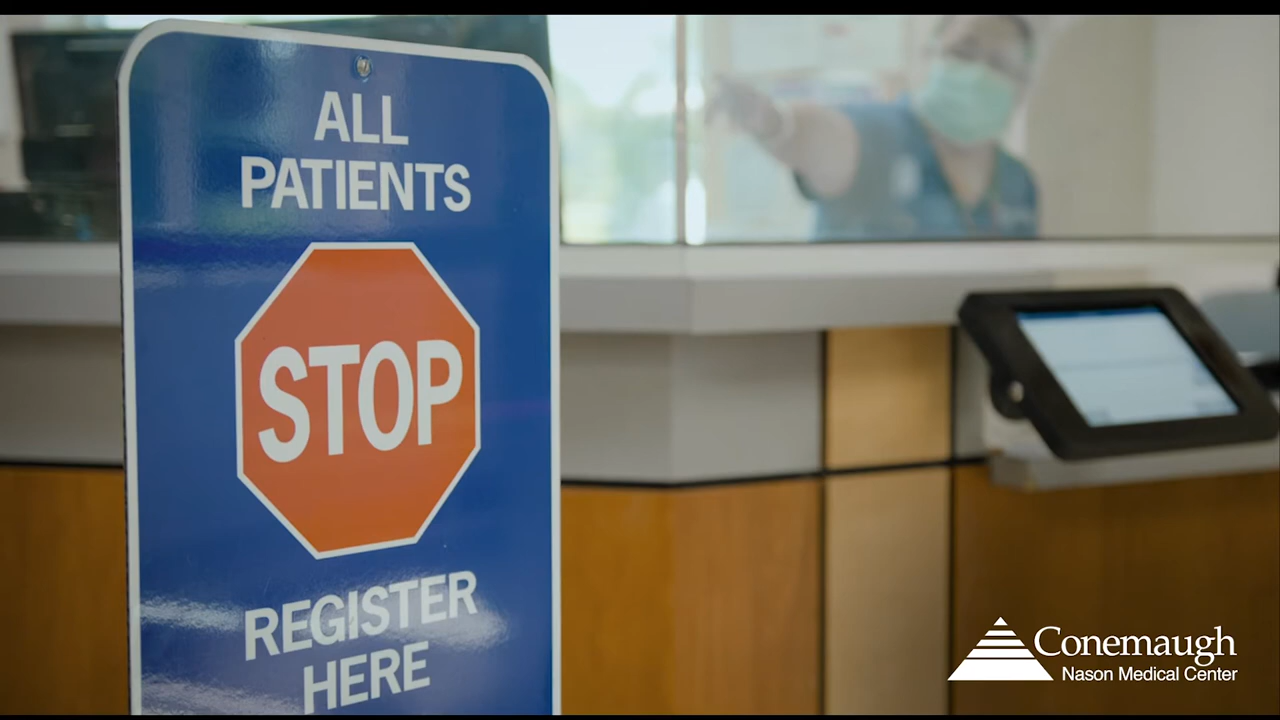 ALL
PATIENTS
STOP
REGISTER
HERE
Conemaugh
Nason Medical Center